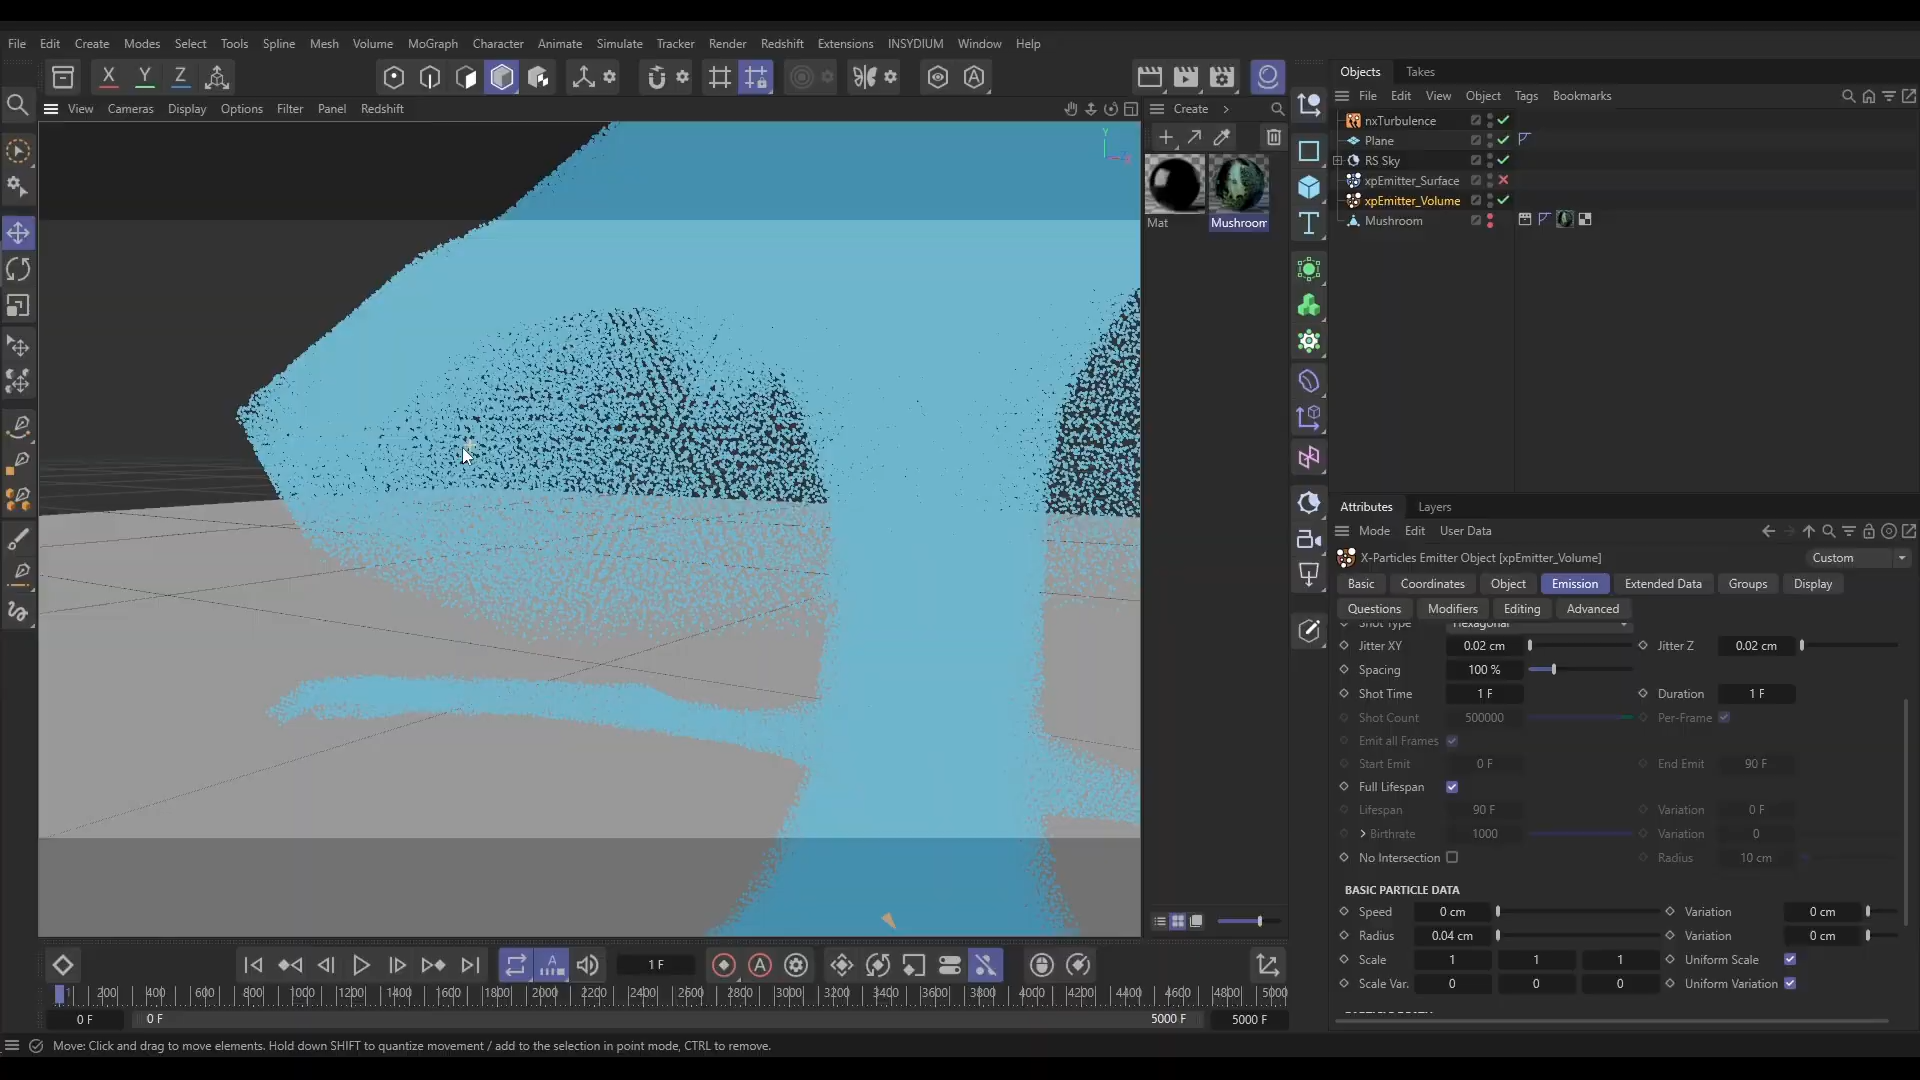 File Edit Create Modes Select Tools Spline Mesh Volume MoGraph Character Animate Simulate Tracker Render Redshift Extensions INSYDIUM Window Help
X Y Z
View Cameras Display Options Filter Panel Redshift
Create
Y
Mat Mushroom
Objects Takes
File Edit View Object Tags Bookmarks
nxTurbulence
Plane
RS Sky
xpEmitter_Surface
xpEmitter_Volume
Mushroom
Attributes Layers
Mode Edit User Data
X-Particles Emitter Object [xpEmitter_Volume] Custom
Basic Coordinates Object Emission Extended Data Groups Display
Questions Modifiers Editing Advanced
Shot Type Hexagonal
Jitter XY 0.02 cm Jitter Z 0.02 cm
Spacing 100 %
Shot Time 1 F Duration 1 F
Shot Count 500000 Per-Frame
Emit all Frames
Start Emit 0 F End Emit 90 F
Full Lifespan
Lifespan 90 F Variation 0 F
Birthrate 1000 Variation 0
No Intersection Radius 10 cm
BASIC PARTICLE DATA
Speed 0 cm Variation 0 cm
Radius 0.04 cm Variation 0 cm
Scale 1 1 1 Uniform Scale
Scale Var. 0 0 0 Uniform Variation
1 F
1 200 400 600 800 1000 1200 1400 1600 1800 2000 2200 2400 2600 2800 3000 3200 3400 3600 3800 4000 4200 4400 4600 4800 5000
0 F 0 F 5000 F 5000 F
Move: Click and drag to move elements. Hold down SHIFT to quantize movement / add to the selection in point mode, CTRL to remove.